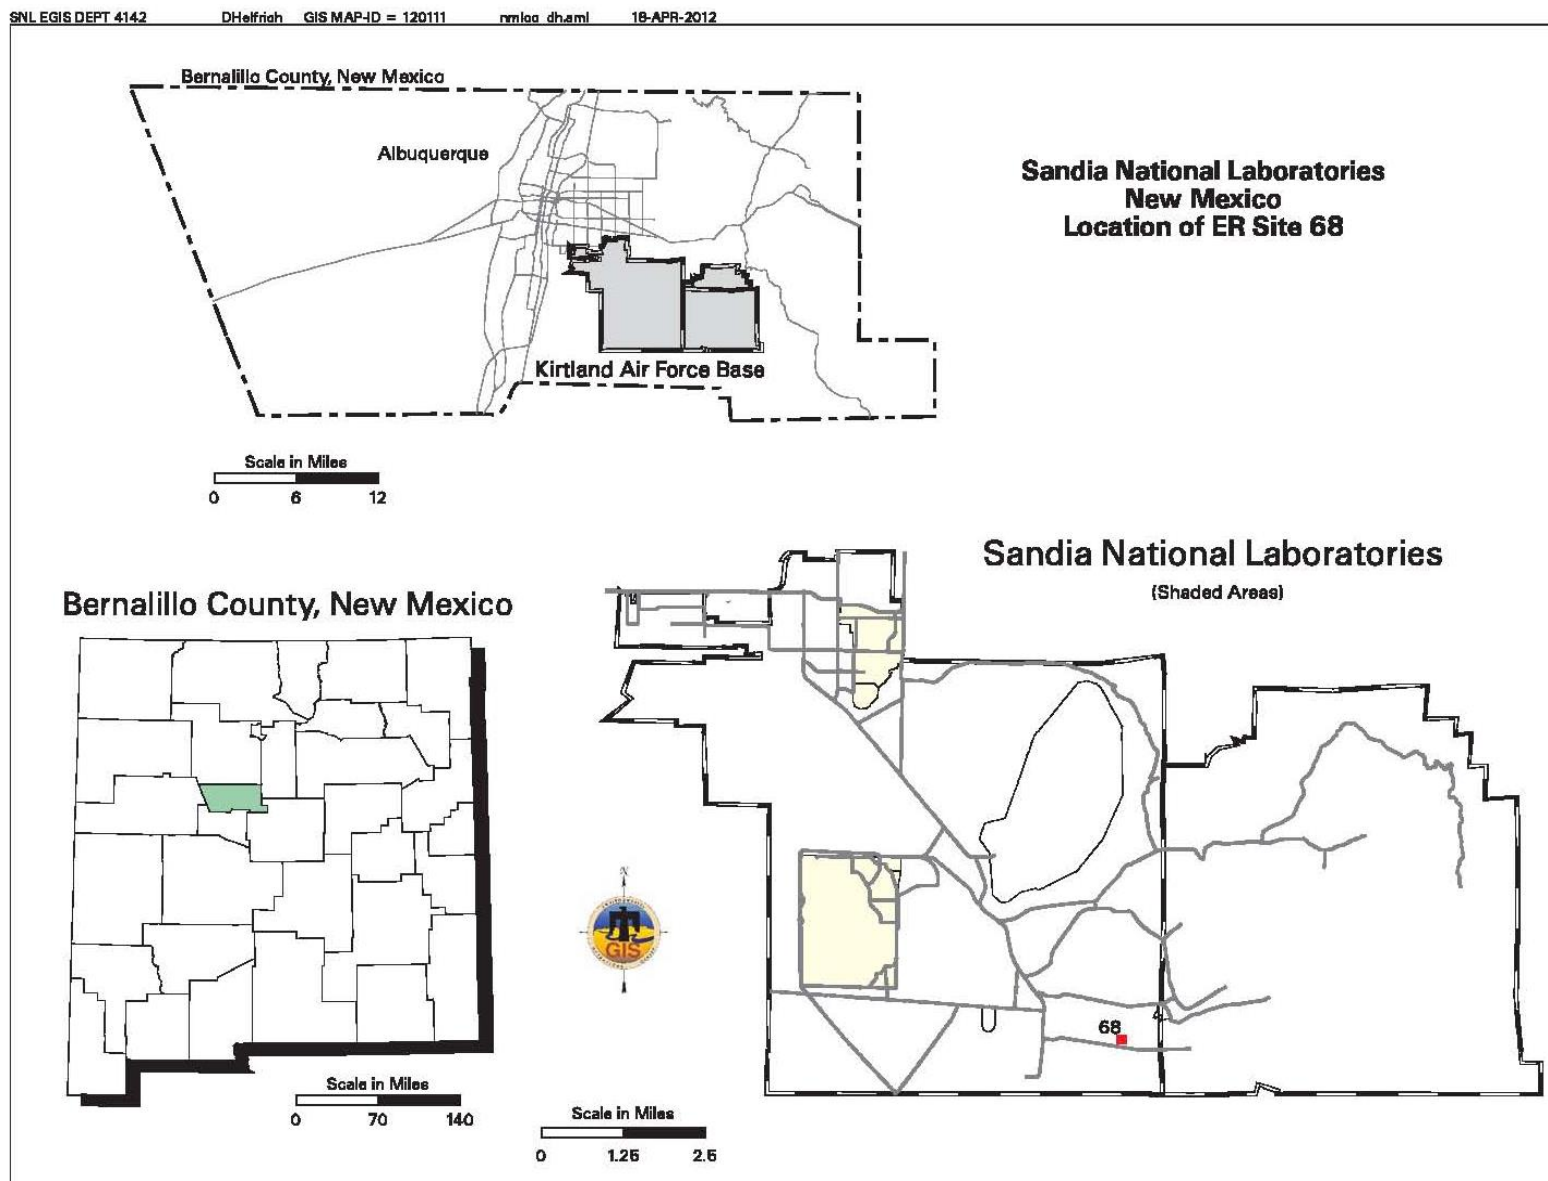 SNL EGIS DEPT 4142 DHelfrich GIS MAP-ID = 120111 nmloc_dh.aml 16-APR-2012
Bernalillo County, New Mexico
Albuquerque
Sandia National Laboratories
New Mexico
Location of ER Site 68
Kirtland Air Force Base
Scale in Miles
0 6 12
Sandia National Laboratories
(Shaded Areas)
Bernalillo County, New Mexico
N
GIS
68
Scale in Miles
0 70 140
Scale in Miles
0 1.25 2.5